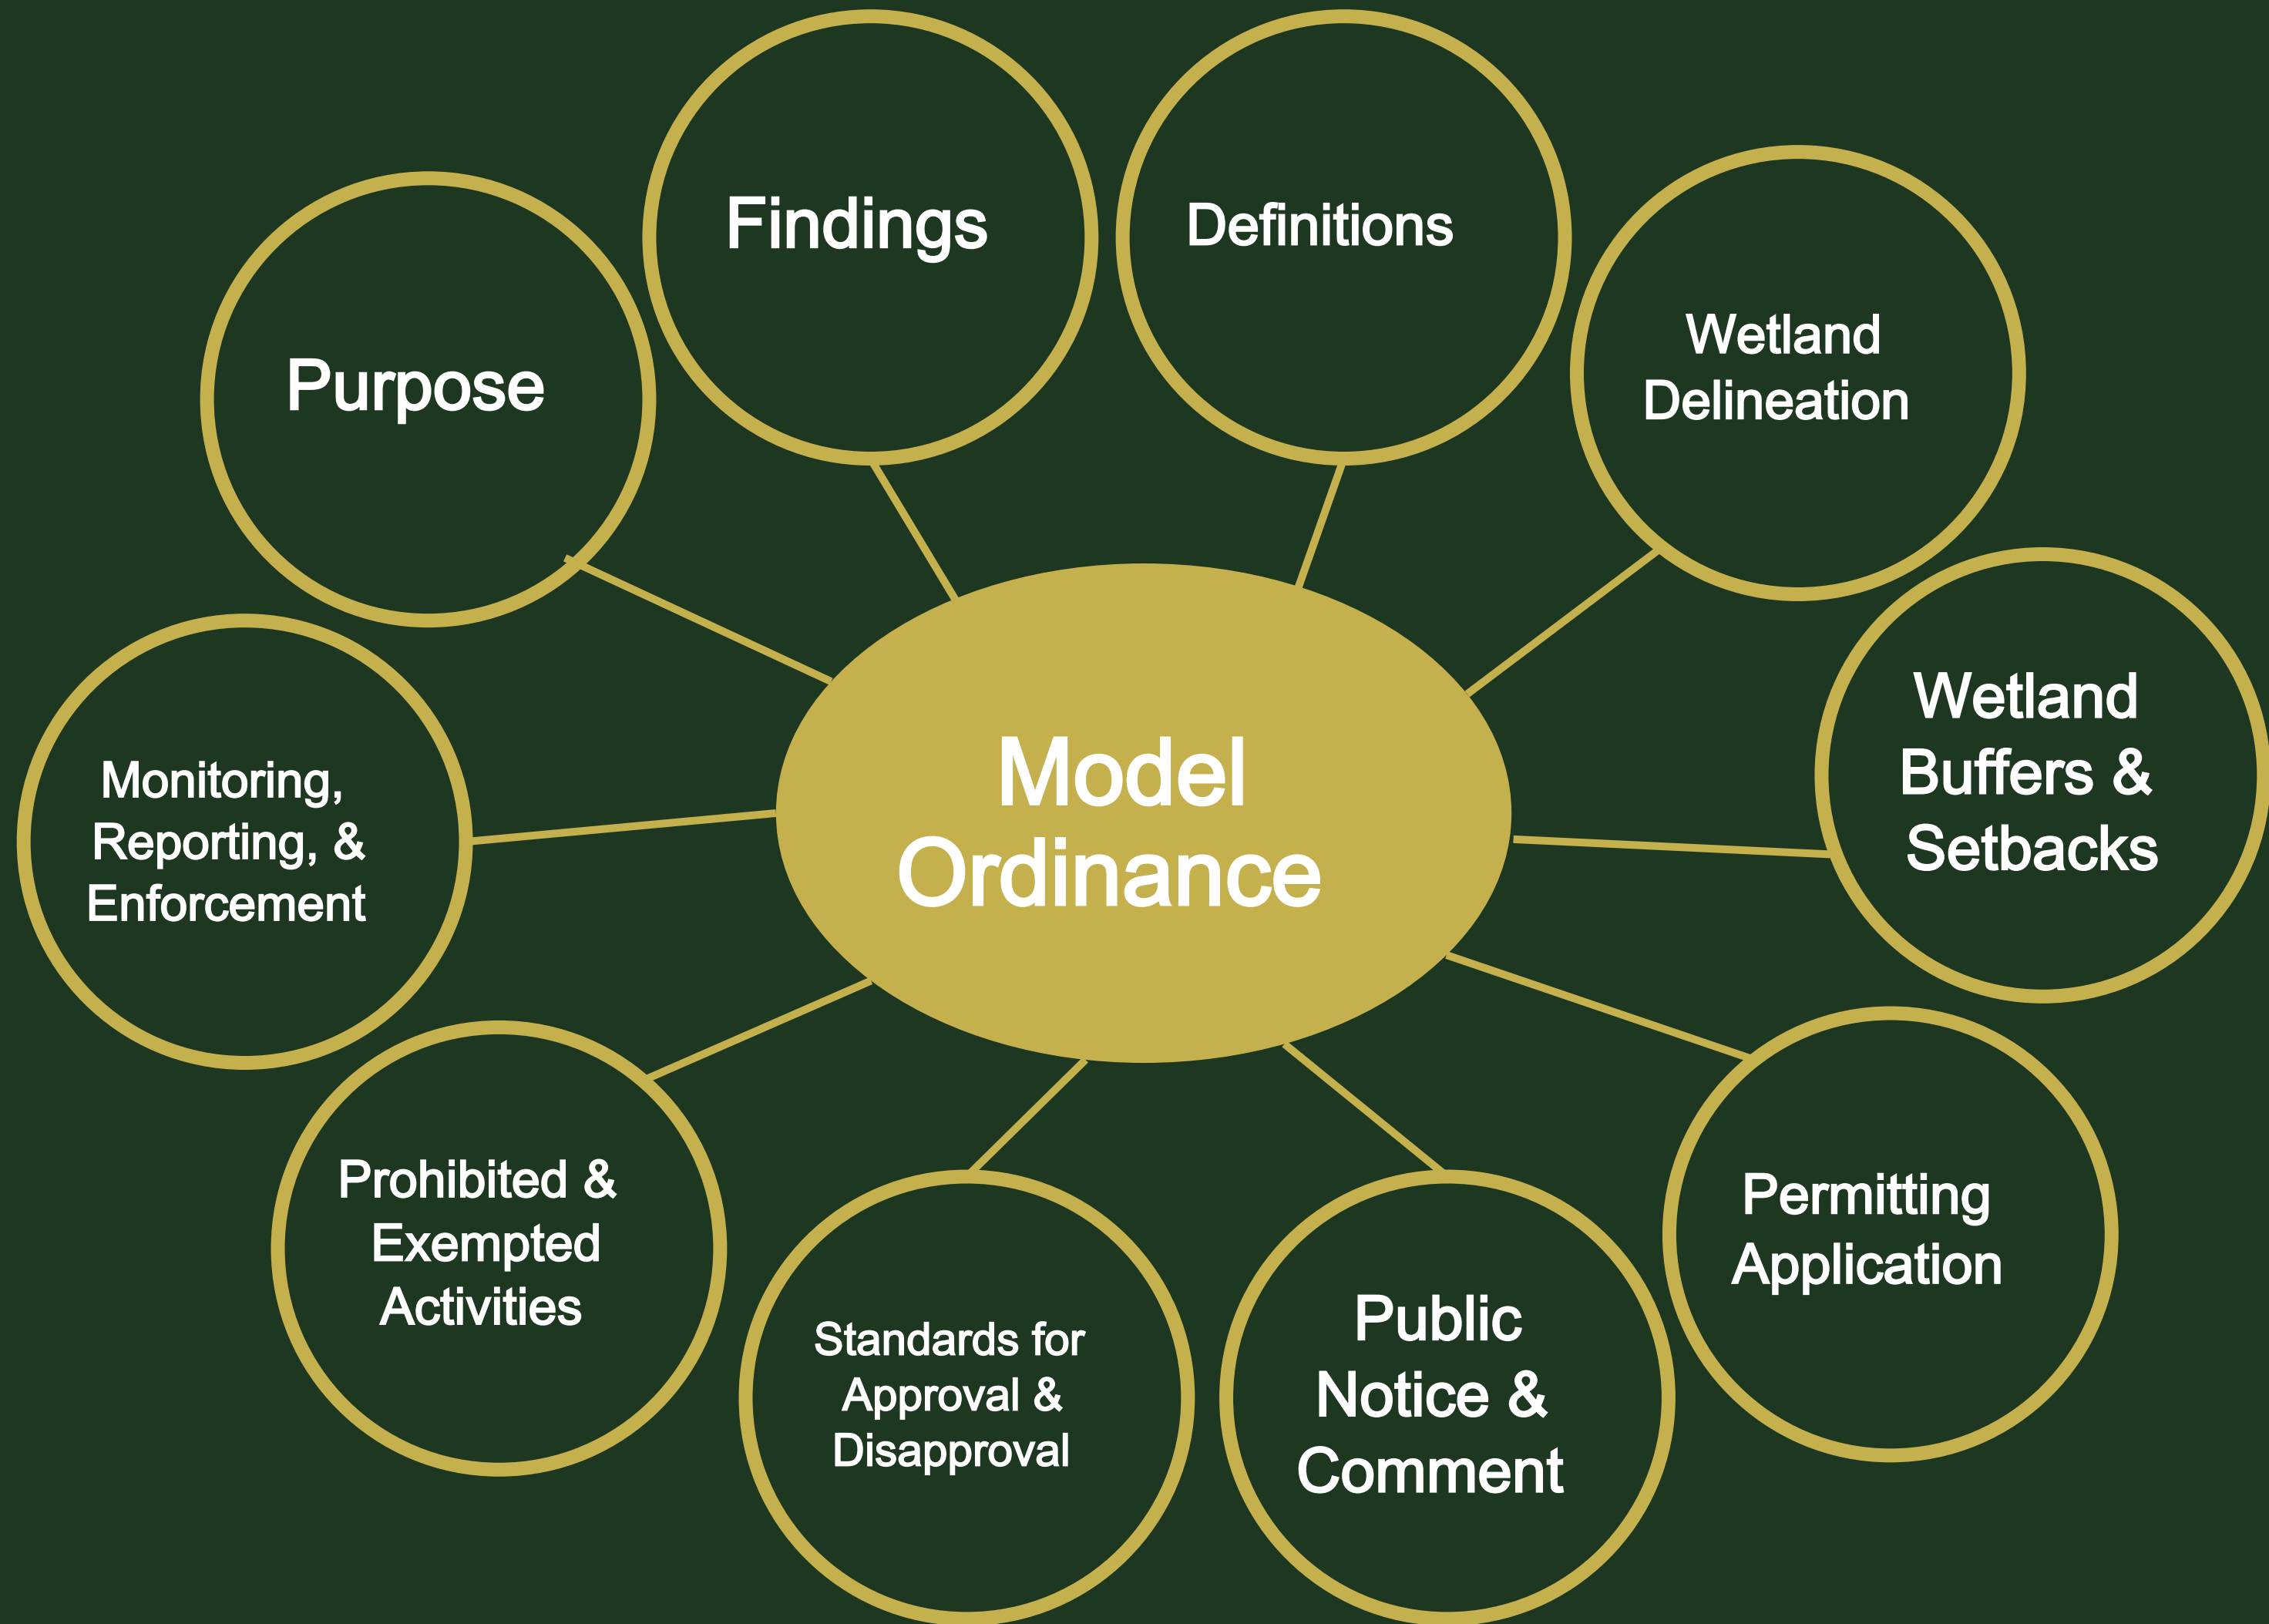 Findings
Definitions
Wetland
Delineation
Purpose
Wetland
Buffers &
Setbacks
Model
Ordinance
Monitoring,
Reporting, &
Enforcement
Prohibited &
Exempted
Activities
Standards for
Approval &
Disapproval
Public
Notice &
Comment
Permitting
Application